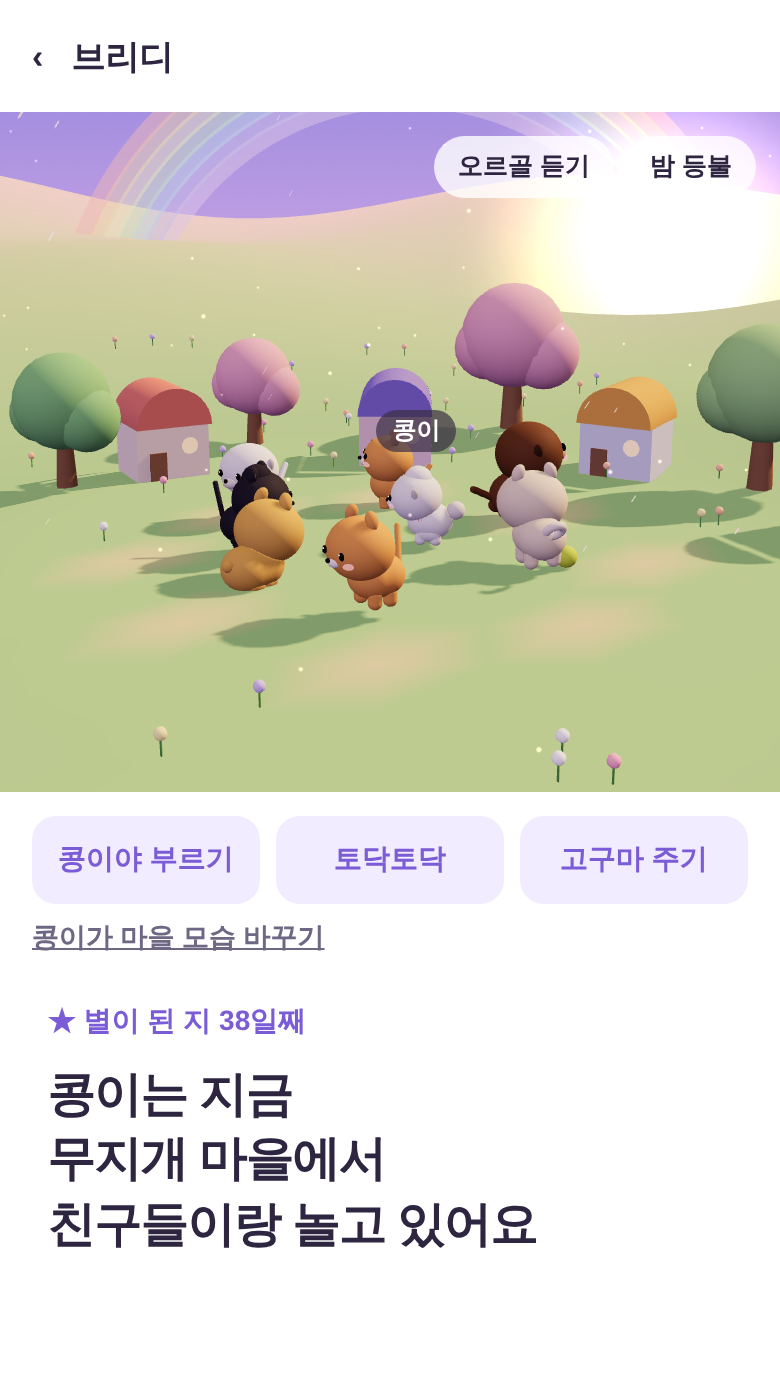 ‹ 브리디
오르골 듣기
밤 등불
콩이
콩이야 부르기
토닥토닥
고구마 주기
콩이가 마을 모습 바꾸기
★ 별이 된 지 38일째
콩이는 지금
무지개 마을에서
친구들이랑 놀고 있어요